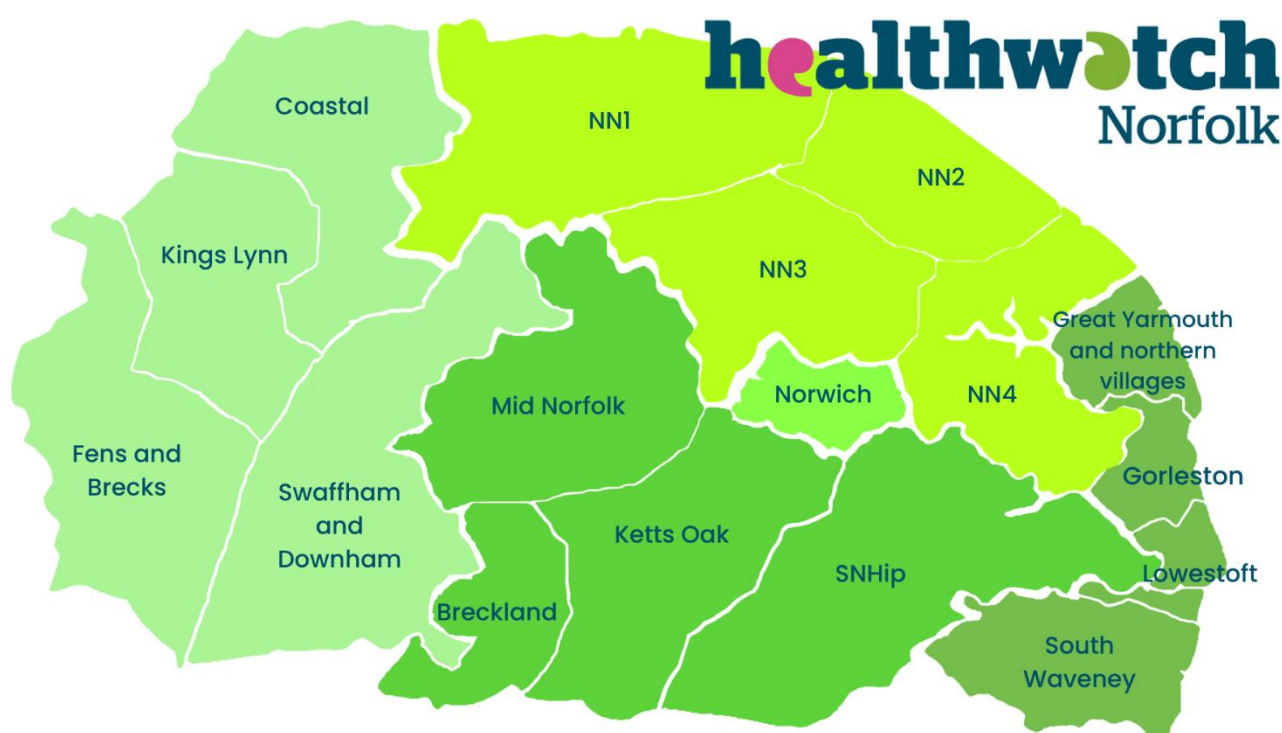 healthwatch
Norfolk
Coastal
NN1
NN2
Kings Lynn
NN3
Great Yarmouth
and northern
villages
Mid Norfolk
Norwich
NN4
Fens and
Brecks
Swaffham
and
Downham
Gorleston
Ketts Oak
SNHip
Lowestoft
Breckland
South
Waveney